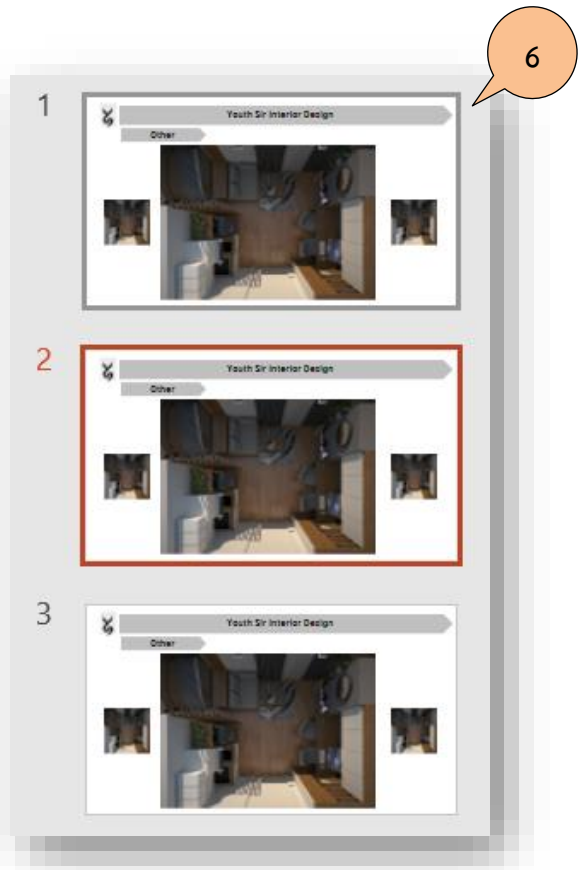 6
1
Youth Sir Interior Design
Other
2
Youth Sir Interior Design
Other
3
Youth Sir Interior Design
Other